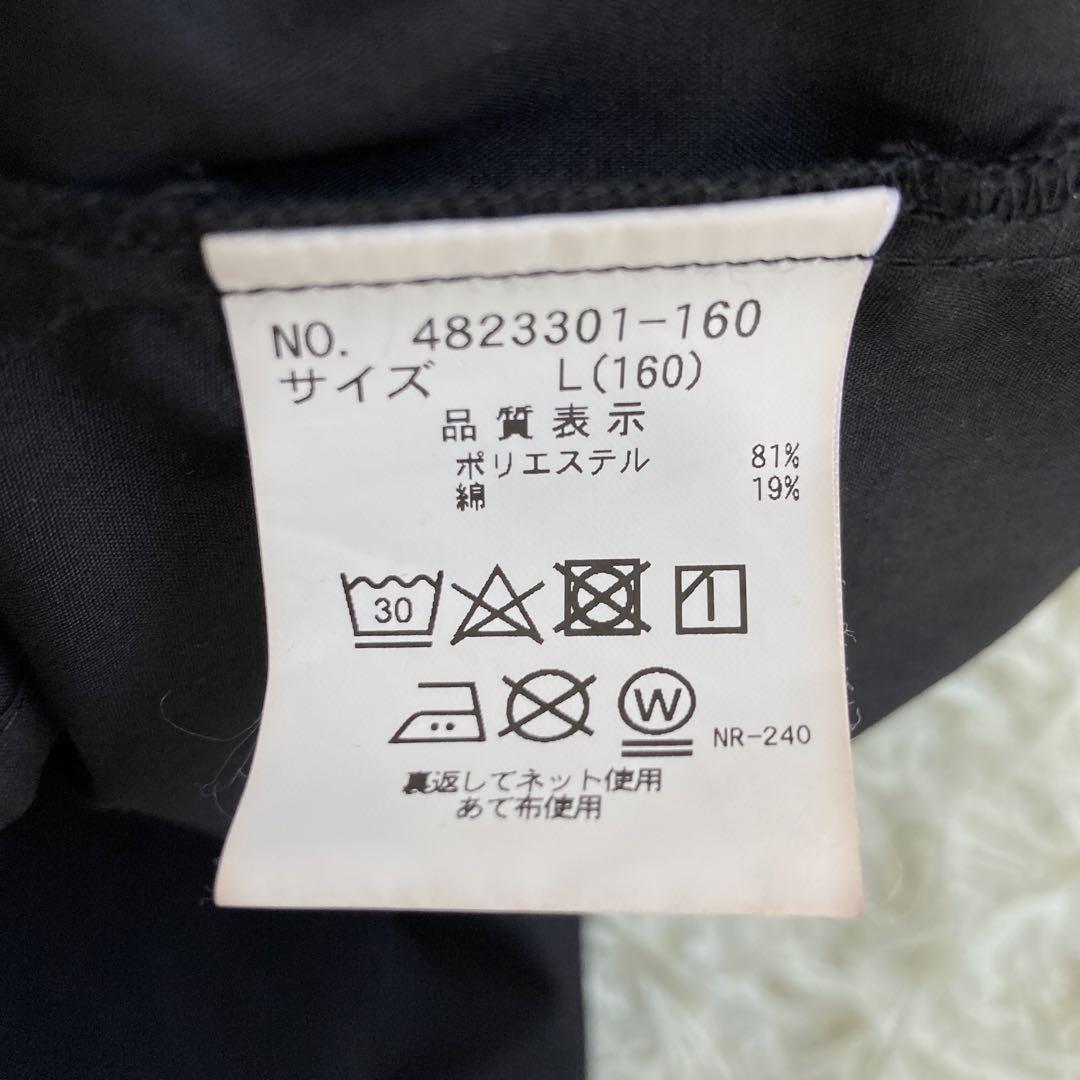 NO. 4823301-160
サイズ L(160)
品質表示
ポリエステル 81%
綿 19%
30
W
NR-240
裏返してネット使用
あて布使用